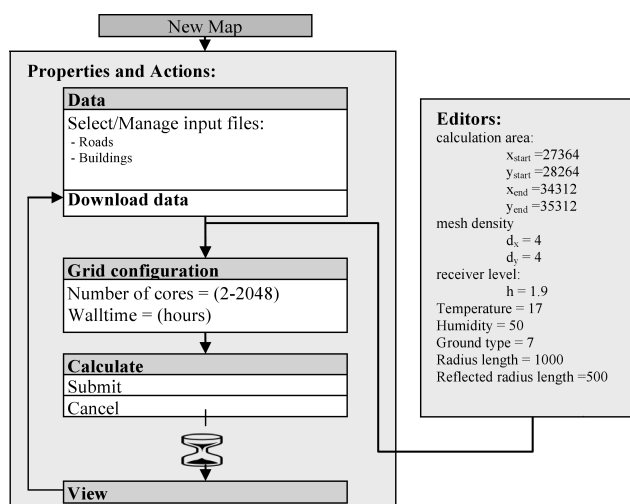 New Map
Properties and Actions:
Data
Select/Manage input files:
- Roads
- Buildings
Download data
Grid configuration
Number of cores = (2-2048)
Walltime = (hours)
Calculate
Submit
Cancel
View
Editors:
calculation area:
xstart =27364
ystart =28264
xend =34312
yend =35312
mesh density
dx = 4
dy = 4
receiver level:
h = 1.9
Temperature = 17
Humidity = 50
Ground type = 7
Radius length = 1000
Reflected radius length =500